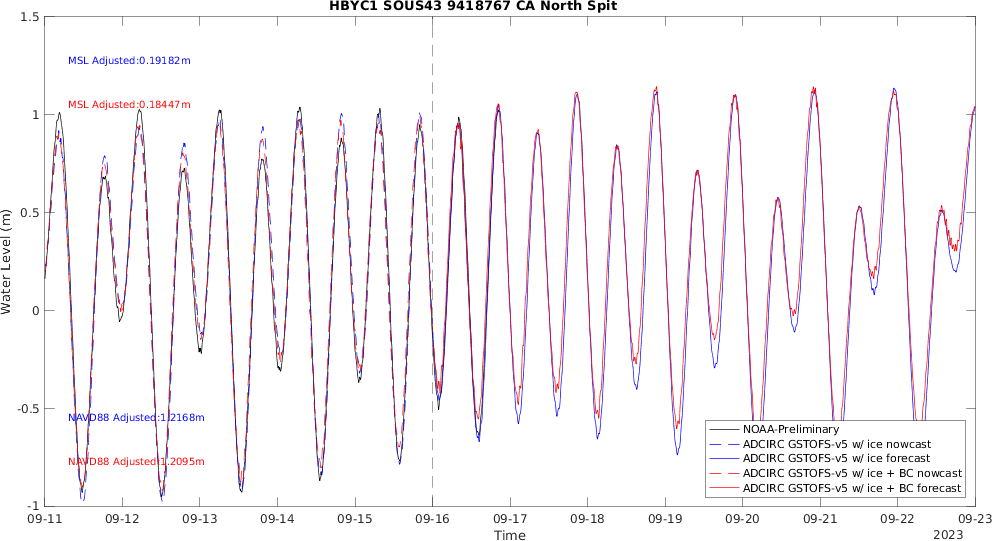 HBYC1 SOUS43 9418767 CA North Spit
1.5
MSL Adjusted:0.19182m
MSL Adjusted:0.18447m
1
0.5
Water Level (m)
0
-0.5
NAVD88 Adjusted:1.2168m
NAVD88 Adjusted:1.2095m
-1
NOAA-Preliminary
ADCIRC GSTOFS-v5 w/ ice nowcast
ADCIRC GSTOFS-v5 w/ ice forecast
ADCIRC GSTOFS-v5 w/ ice + BC nowcast
ADCIRC GSTOFS-v5 w/ ice + BC forecast
09-11 09-12 09-13 09-14 09-15 09-16 09-17 09-18 09-19 09-20 09-21 09-22 09-23
Time
2023